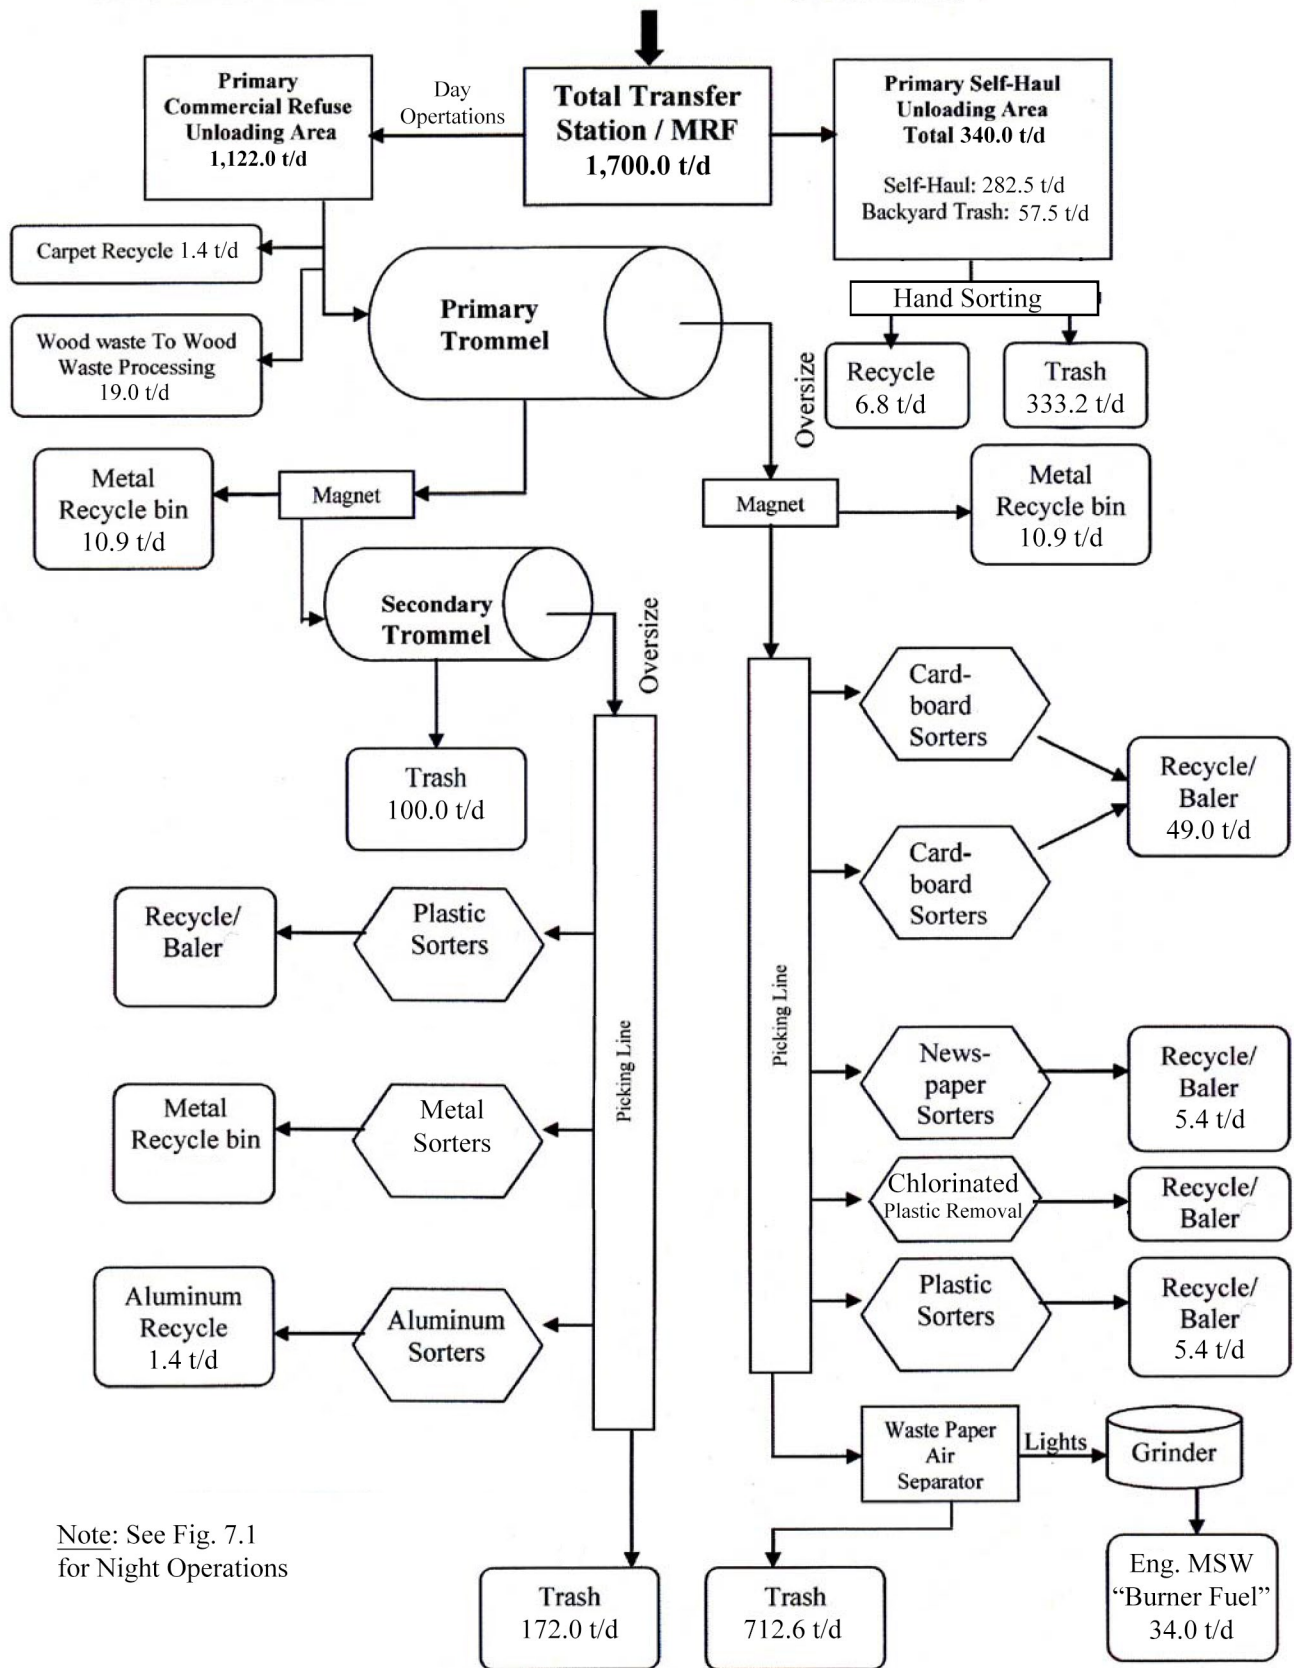 Primary
Commercial Refuse
Unloading Area
1,122.0 t/d
Day
Opertations
Total Transfer
Station / MRF
1,700.0 t/d
Primary Self-Haul
Unloading Area
Total 340.0 t/d
Self-Haul: 282.5 t/d
Backyard Trash: 57.5 t/d
Carpet Recycle 1.4 t/d
Wood waste To Wood
Waste Processing
19.0 t/d
Primary
Trommel
Hand Sorting
Recycle
6.8 t/d
Trash
333.2 t/d
Oversize
Metal
Recycle bin
10.9 t/d
Magnet
Magnet
Metal
Recycle bin
10.9 t/d
Secondary
Trommel
Oversize
Trash
100.0 t/d
Card-
board
Sorters
Card-
board
Sorters
Recycle/
Baler
49.0 t/d
Recycle/
Baler
Plastic
Sorters
Picking Line
Picking Line
News-
paper
Sorters
Recycle/
Baler
5.4 t/d
Metal
Recycle bin
Metal
Sorters
Chlorinated
Plastic Removal
Recycle/
Baler
Aluminum
Recycle
1.4 t/d
Aluminum
Sorters
Plastic
Sorters
Recycle/
Baler
5.4 t/d
Waste Paper
Air
Separator
Lights
Grinder
Note: See Fig. 7.1
for Night Operations
Trash
172.0 t/d
Trash
712.6 t/d
Eng. MSW
“Burner Fuel”
34.0 t/d